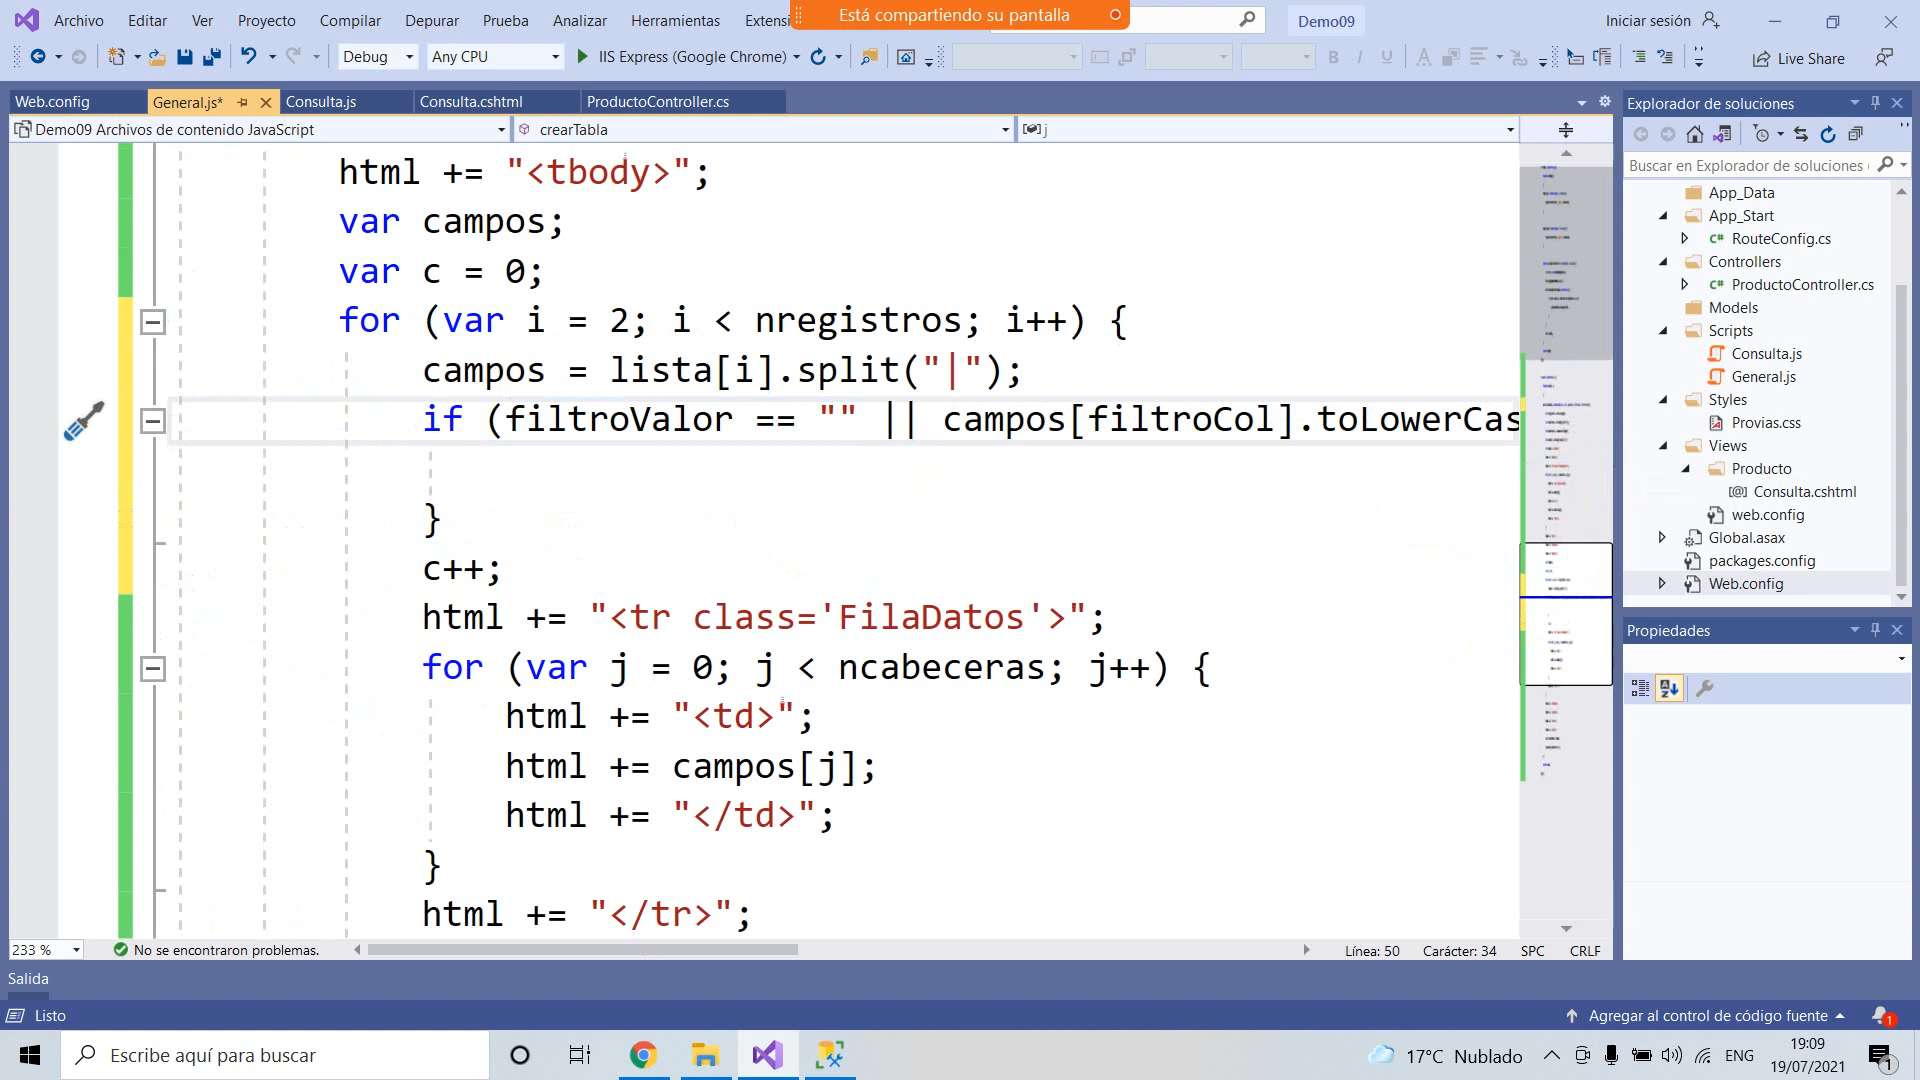 Archivo Editar Ver Proyecto Compilar Depurar Prueba Analizar Herramientas Extensi
Está compartiendo su pantalla
Demo09
Iniciar sesión
Debug Any CPU IIS Express (Google Chrome) Live Share
Web.config General.js* Consulta.js Consulta.cshtml ProductoController.cs
Demo09 Archivos de contenido JavaScript crearTabla j
html += "<tbody>";
var campos;
var c = 0;
for (var i = 2; i < nregistros; i++) {
campos = lista[i].split("|");
if (filtroValor == "" || campos[filtroCol].toLowerCas
}
c++;
html += "<tr class='FilaDatos'>";
for (var j = 0; j < ncabeceras; j++) {
html += "<td>";
html += campos[j];
html += "</td>";
}
html += "</tr>";
233 % No se encontraron problemas. Línea: 50 Carácter: 34 SPC CRLF
Explorador de soluciones
Buscar en Explorador de soluciones (
App_Data
App_Start
C# RouteConfig.cs
Controllers
C# ProductoController.cs
Models
Scripts
Consulta.js
General.js
Styles
Provias.css
Views
Producto
[@] Consulta.cshtml
web.config
Global.asax
packages.config
Web.config
Propiedades
Salida
Listo Agregar al control de código fuente 1
Escribe aquí para buscar 17°C Nublado ENG 19:09
19/07/2021 1